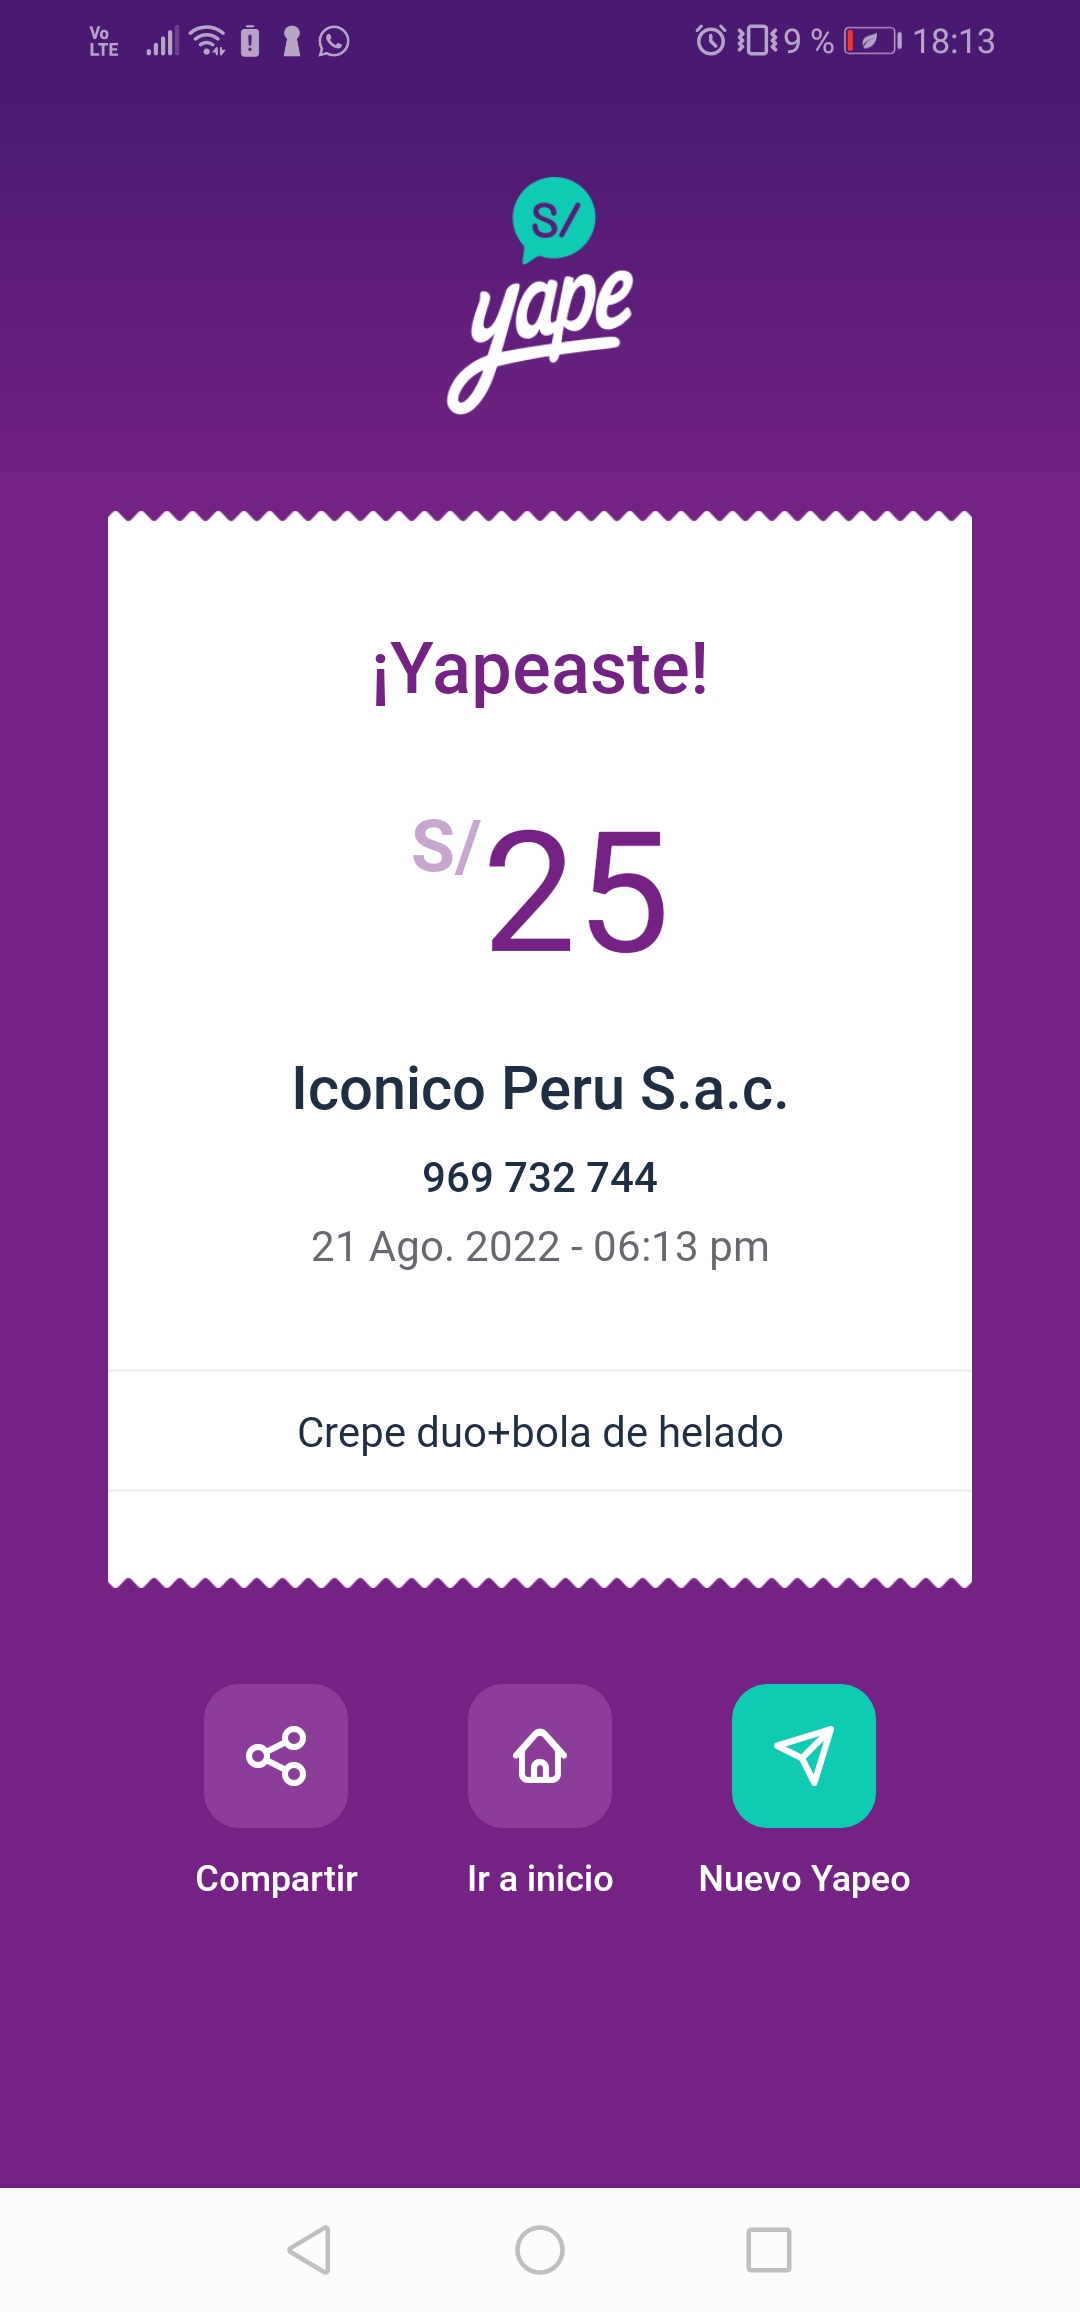 Vo
LTE
9 %
18:13
S/
yape
¡Yapeaste!
S/25
Iconico Peru S.a.c.
969 732 744
21 Ago. 2022 - 06:13 pm
Crepe duo+bola de helado
Compartir
Ir a inicio
Nuevo Yapeo